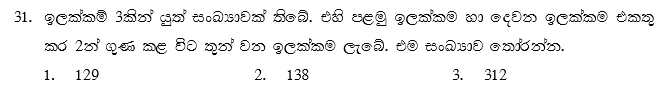 31. ඉලක්කම් 3කින් යුත් සංඛ්‍යාවක් තිබේ. එහි පළමු ඉලක්කම හා දෙවන ඉලක්කම එකතු
කර 2න් ගුණ කළ විට තුන් වන ඉලක්කම ලැබේ. එම සංඛ්‍යාව තෝරන්න.
1. 129 2. 138 3. 312